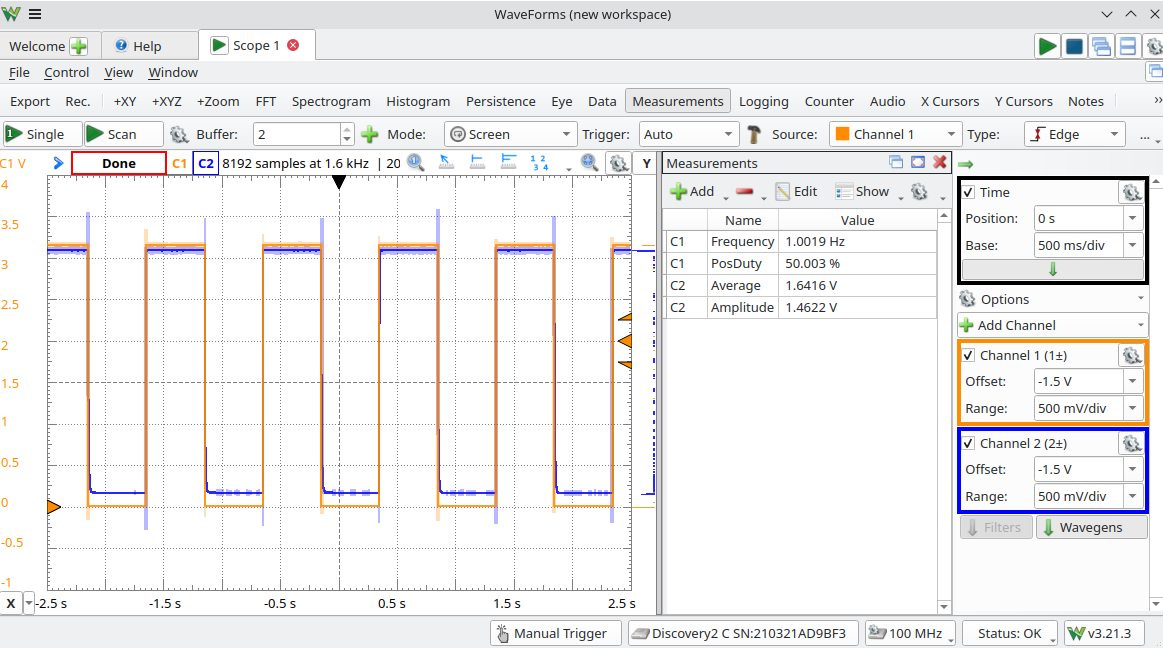 WaveForms (new workspace)
Welcome Help Scope 1
File Control View Window
Export Rec. +XY +XYZ +Zoom FFT Spectrogram Histogram Persistence Eye Data Measurements Logging Counter Audio X Cursors Y Cursors Notes »
1 Single Scan Buffer: 2 Mode: Screen Trigger: Auto Source: Channel 1 Type: Edge ...
C1 V Done C1 C2 8192 samples at 1.6 kHz | 20 1 2 3 4 Y
4
3.5
3
2.5
2
1.5
1
0.5
0
-0.5
-1
X -2.5 s -1.5 s -0.5 s 0.5 s 1.5 s 2.5 s
Measurements
Add Edit Show
Name Value
C1 Frequency 1.0019 Hz
C1 PosDuty 50.003 %
C2 Average 1.6416 V
C2 Amplitude 1.4622 V
Time
Position: 0 s
Base: 500 ms/div
Options
Add Channel
Channel 1 (1±)
Offset: -1.5 V
Range: 500 mV/div
Channel 2 (2±)
Offset: -1.5 V
Range: 500 mV/div
Filters Wavegens
Manual Trigger Discovery2 C SN:210321AD9BF3 100 MHz Status: OK v3.21.3